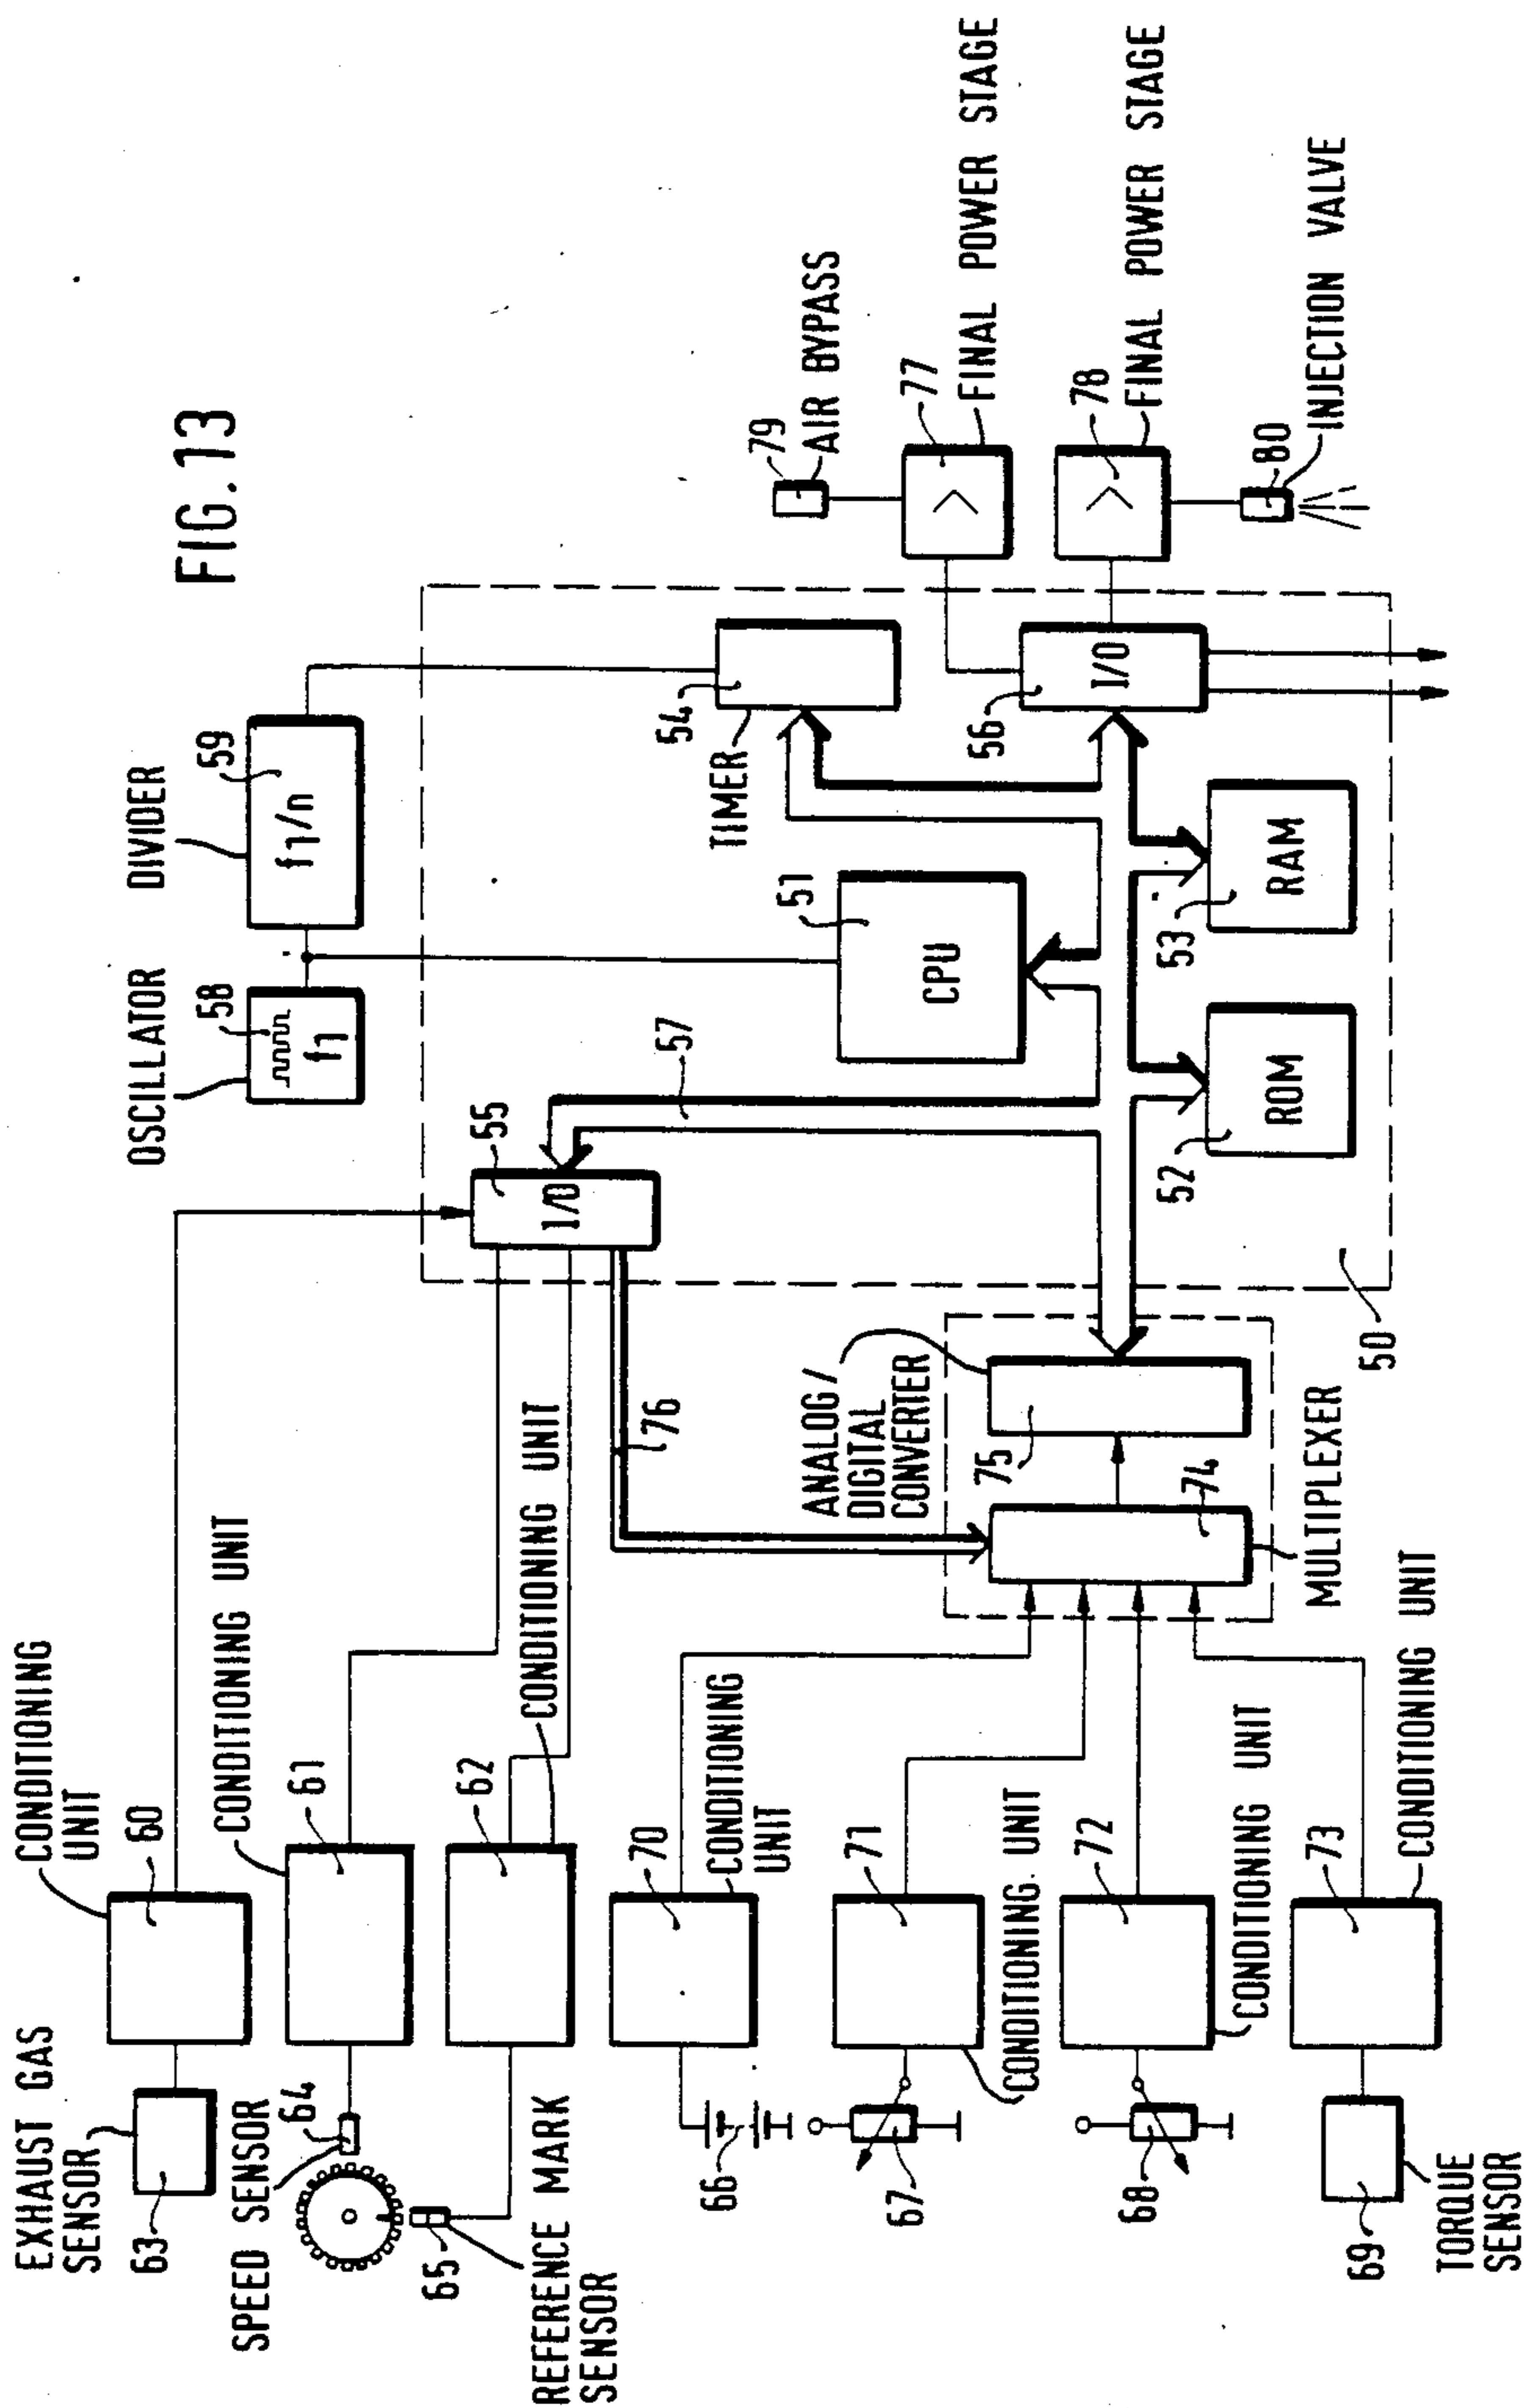 FIG. 13
OSCILLATOR
58
f1
DIVIDER
59
f1/n
EXHAUST GAS
SENSOR
63
CONDITIONING
UNIT
60
SPEED SENSOR
64
CONDITIONING UNIT
61
65
REFERENCE MARK
SENSOR
62
CONDITIONING UNIT
55
I/O
57
76
51
CPU
54
TIMER
56
I/O
79
AIR BYPASS
77
FINAL POWER STAGE
78
FINAL POWER STAGE
80
INJECTION VALVE
66
70
CONDITIONING
UNIT
67
71
CONDITIONING UNIT
68
72
CONDITIONING UNIT
69
TORQUE
SENSOR
73
CONDITIONING UNIT
ANALOG/
DIGITAL
CONVERTER
75
74
MULTIPLEXER
52
ROM
53
RAM
50